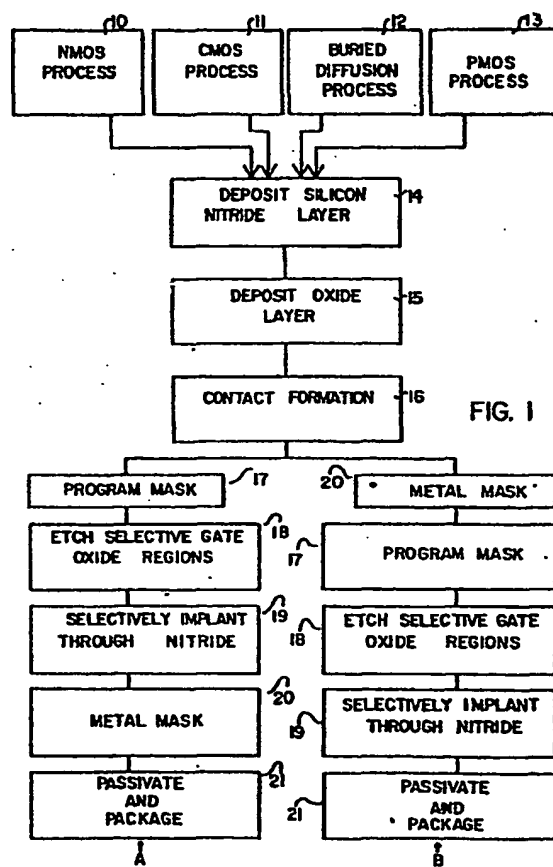 10
11
12
13
NMOS
PROCESS
CMOS
PROCESS
BURIED
DIFFUSION
PROCESS
PMOS
PROCESS
DEPOSIT SILICON
NITRIDE LAYER
14
DEPOSIT OXIDE
LAYER
15
CONTACT FORMATION
16
FIG. 1
PROGRAM MASK
17
ETCH SELECTIVE GATE
OXIDE REGIONS
18
SELECTIVELY IMPLANT
THROUGH NITRIDE
19
METAL MASK
20
PASSIVATE
AND
PACKAGE
21
A
20
METAL MASK
17
PROGRAM MASK
18
ETCH SELECTIVE GATE
OXIDE REGIONS
19
SELECTIVELY IMPLANT
THROUGH NITRIDE
21
PASSIVATE
AND
PACKAGE
B